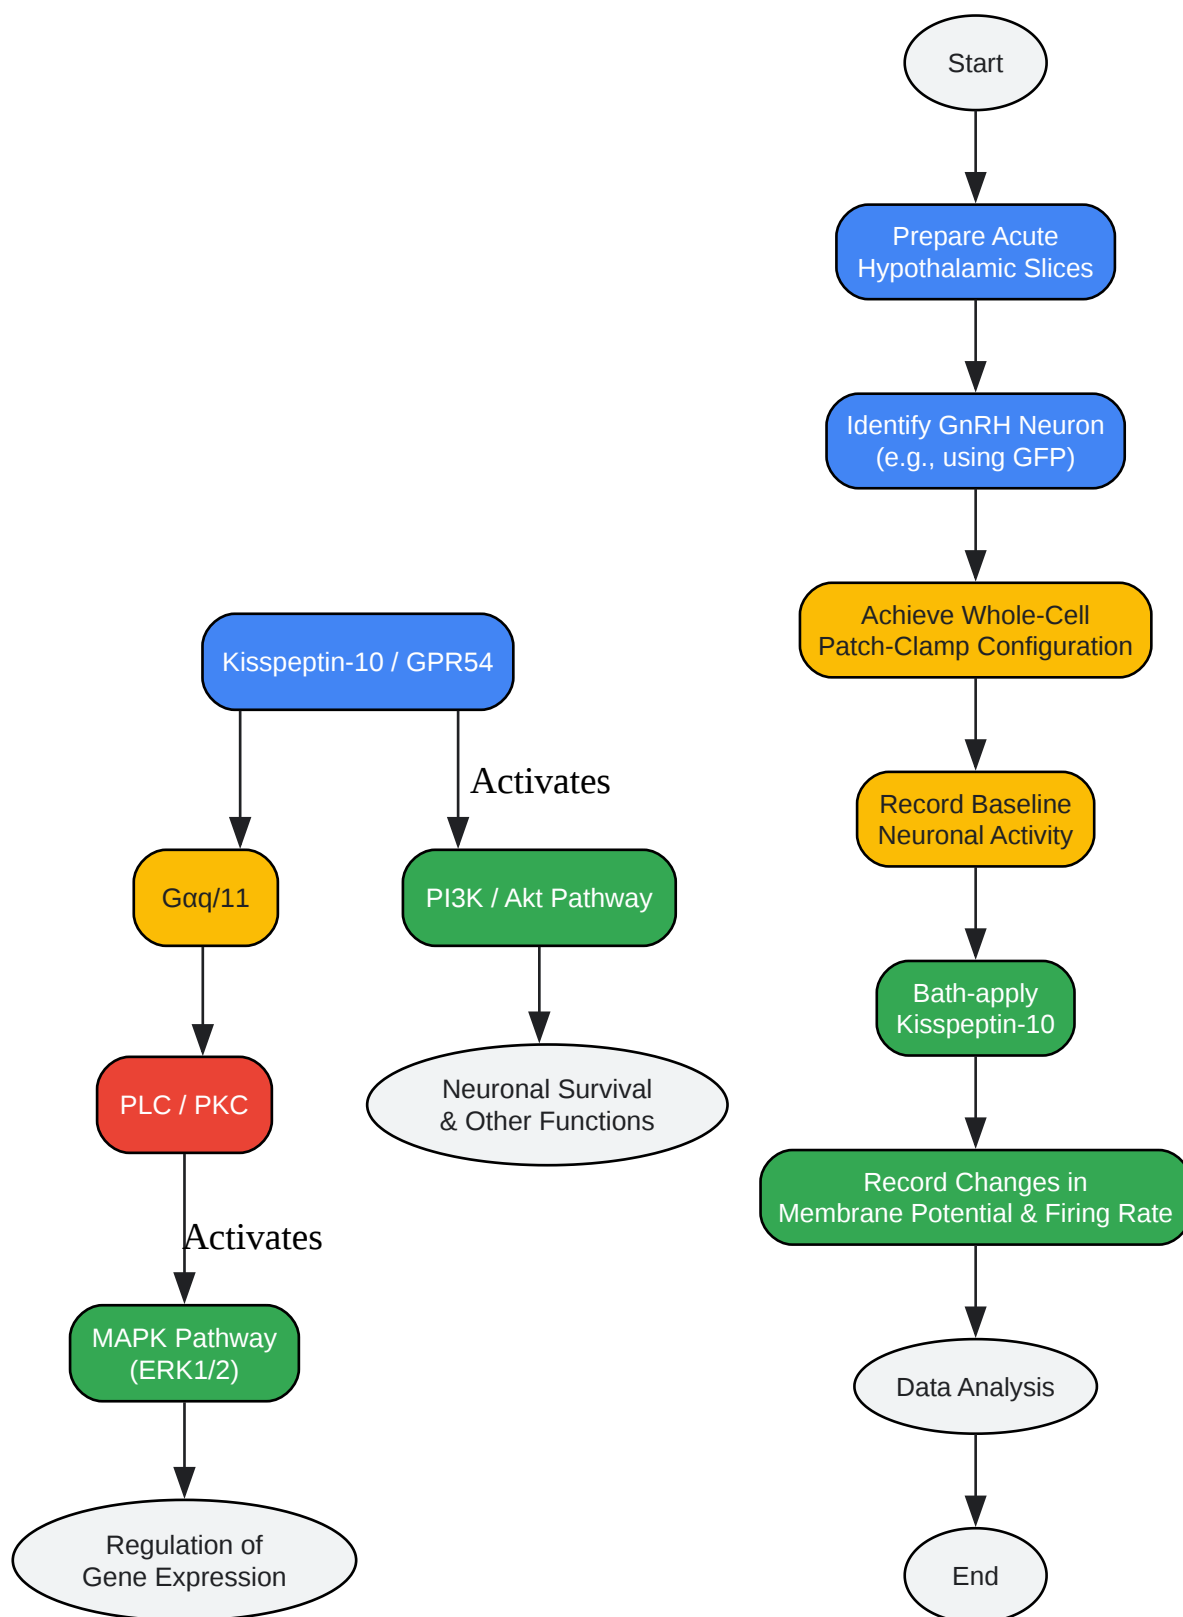 Kisspeptin-10 / GPR54
Activates
Gαq/11
PI3K / Akt Pathway
PLC / PKC
Neuronal Survival
& Other Functions
Activates
MAPK Pathway
(ERK1/2)
Regulation of
Gene Expression
Start
Prepare Acute
Hypothalamic Slices
Identify GnRH Neuron
(e.g., using GFP)
Achieve Whole-Cell
Patch-Clamp Configuration
Record Baseline
Neuronal Activity
Bath-apply
Kisspeptin-10
Record Changes in
Membrane Potential & Firing Rate
Data Analysis
End